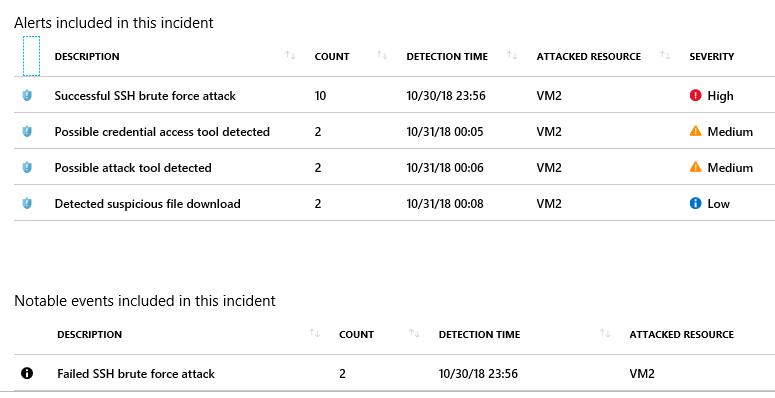 Alerts included in this incident
DESCRIPTION COUNT DETECTION TIME ATTACKED RESOURCE SEVERITY
Successful SSH brute force attack 10 10/30/18 23:56 VM2 High
Possible credential access tool detected 2 10/31/18 00:05 VM2 Medium
Possible attack tool detected 2 10/31/18 00:06 VM2 Medium
Detected suspicious file download 2 10/31/18 00:08 VM2 Low
Notable events included in this incident
DESCRIPTION COUNT DETECTION TIME ATTACKED RESOURCE
Failed SSH brute force attack 2 10/30/18 23:56 VM2